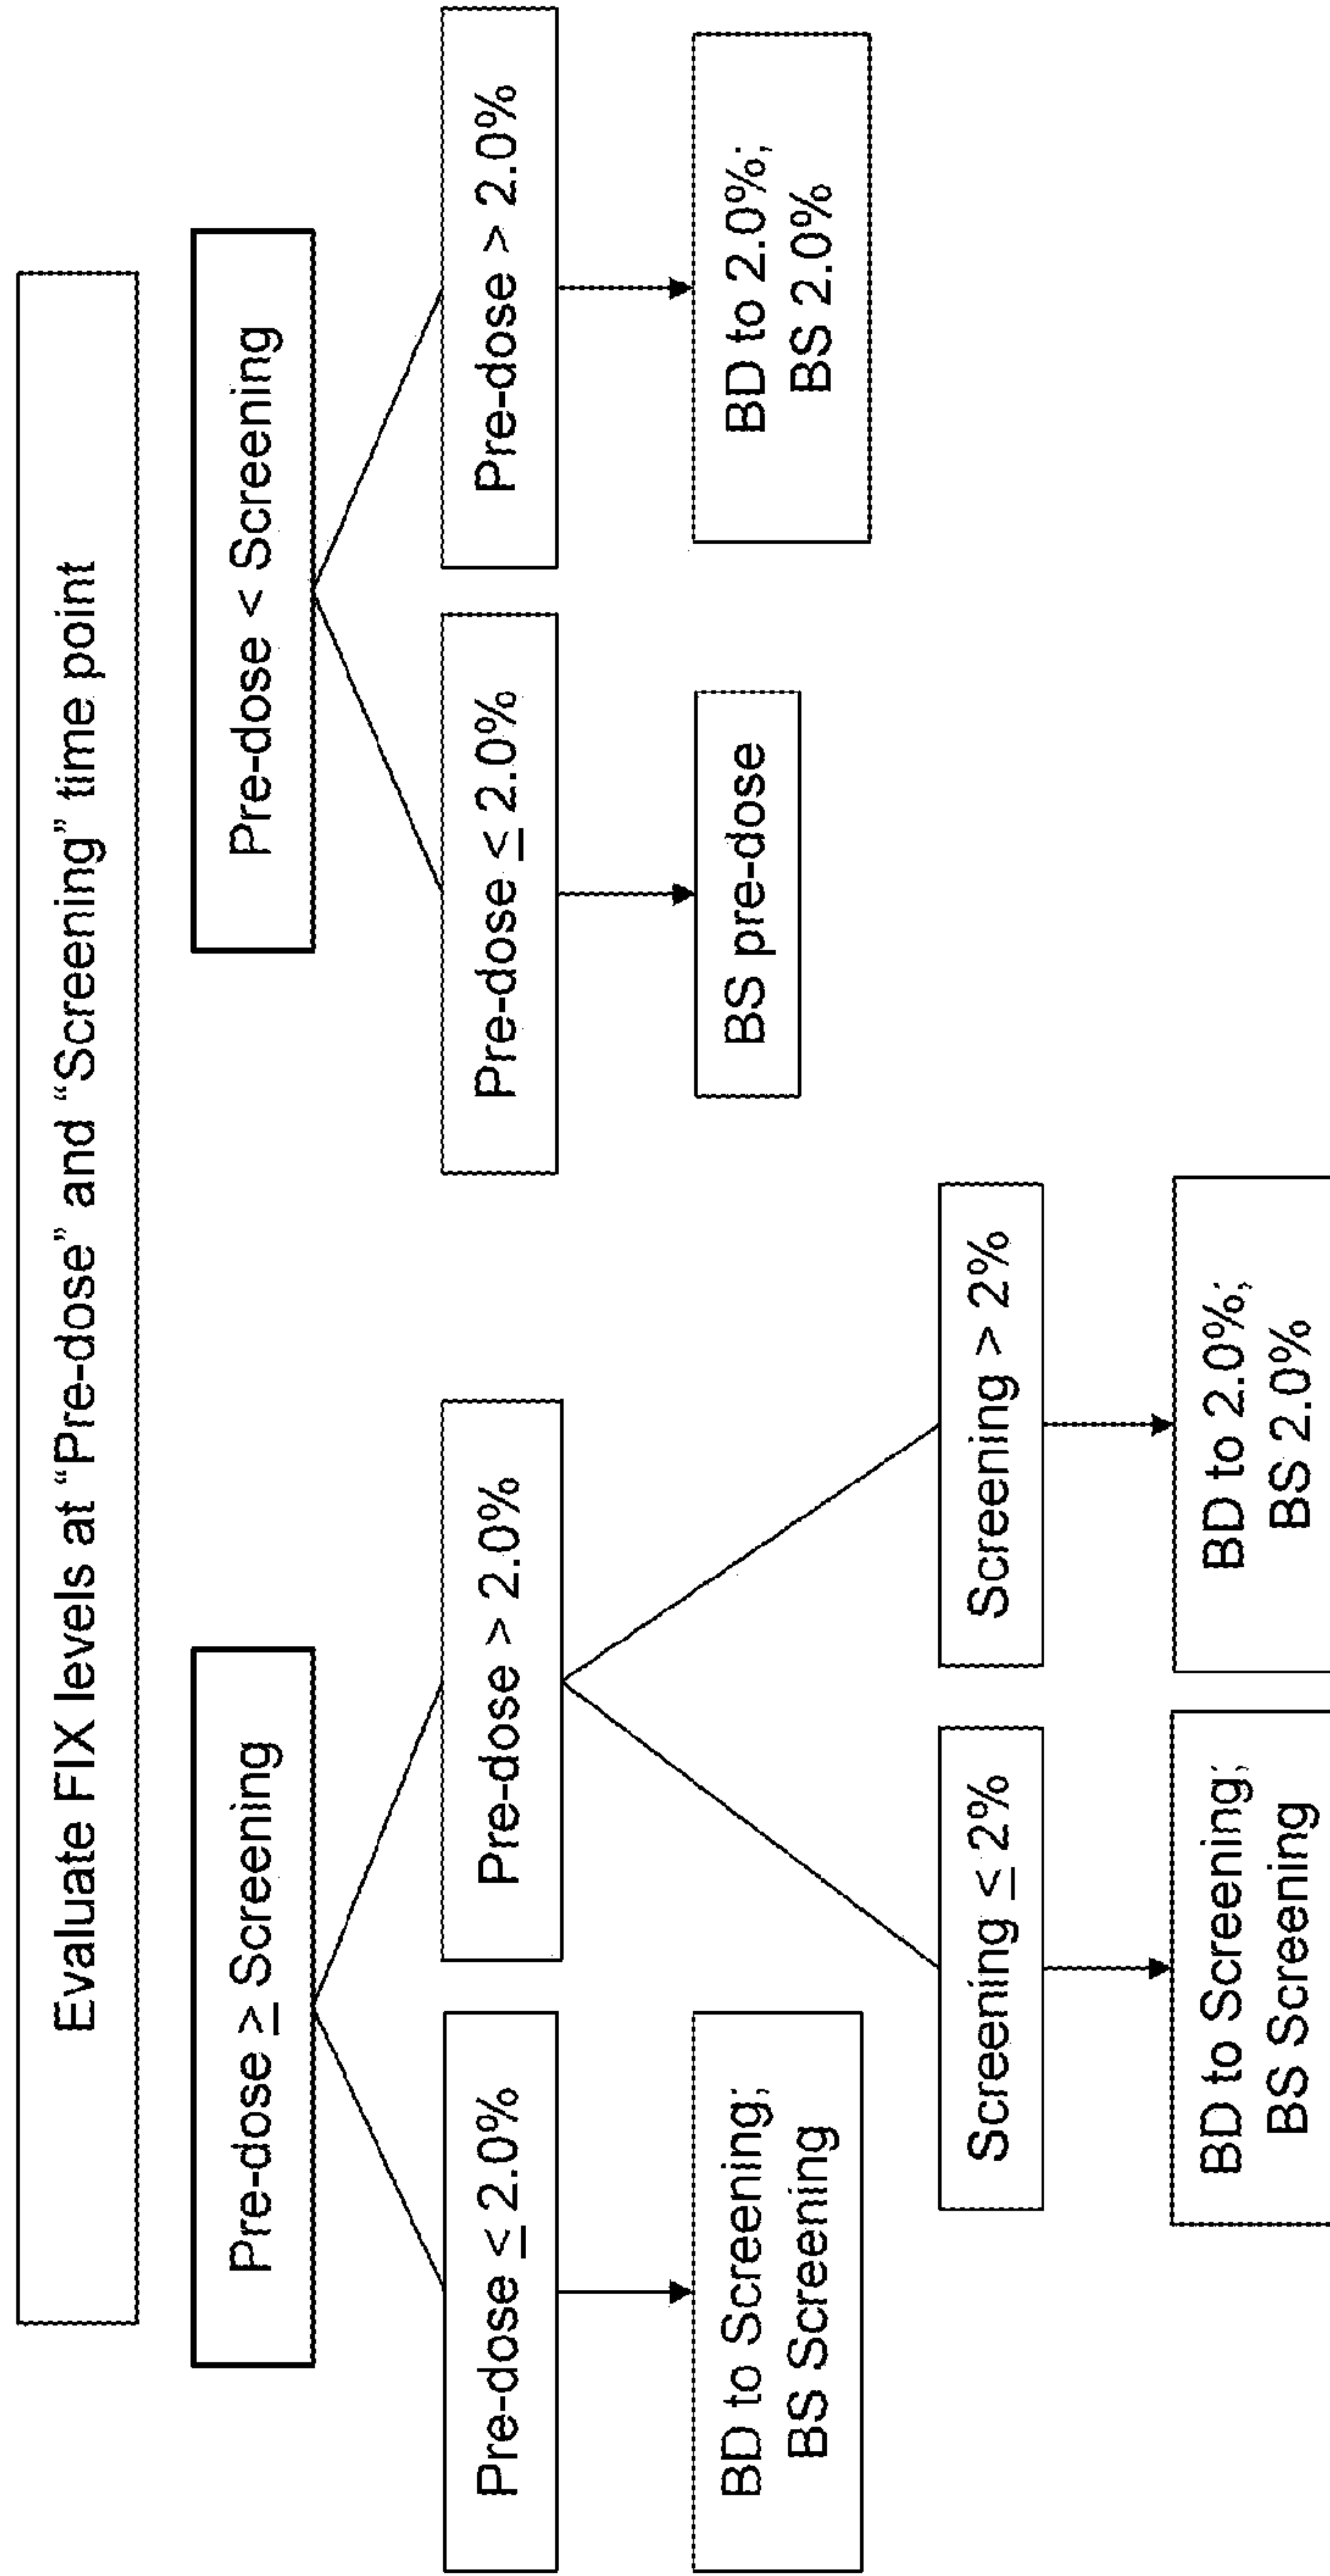 Evaluate FIX levels at "Pre-dose" and "Screening" time point
Pre-dose ≥ Screening
Pre-dose < Screening
Pre-dose ≤ 2.0%
Pre-dose > 2.0%
Pre-dose ≤ 2.0%
Pre-dose > 2.0%
BD to Screening;
BS Screening
BS pre-dose
BD to 2.0%;
BS 2.0%
Screening ≤ 2%
Screening > 2%
BD to Screening;
BS Screening
BD to 2.0%;
BS 2.0%